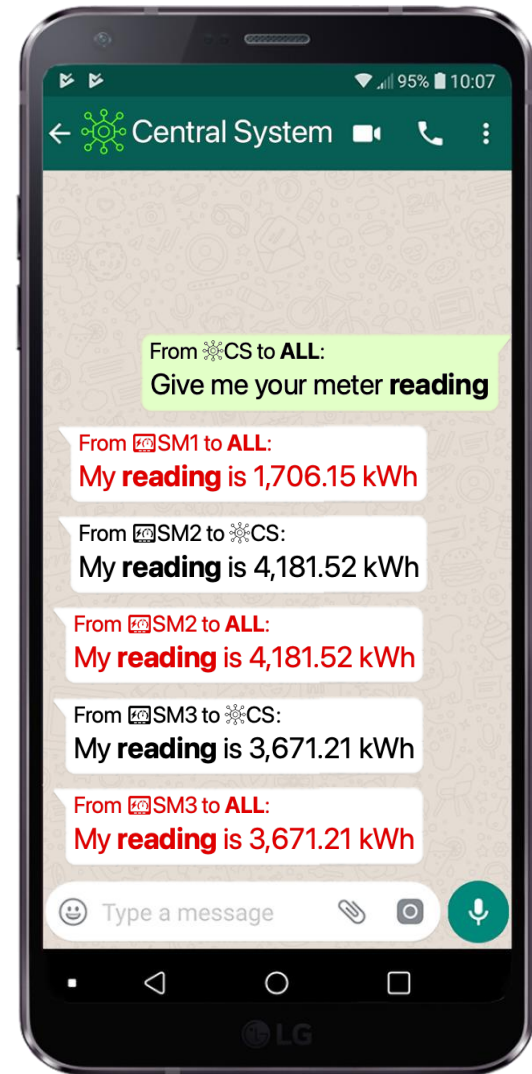 95% 10:07
Central System
From CS to ALL:
Give me your meter reading
From SM1 to ALL:
My reading is 1,706.15 kWh
From SM2 to CS:
My reading is 4,181.52 kWh
From SM2 to ALL:
My reading is 4,181.52 kWh
From SM3 to CS:
My reading is 3,671.21 kWh
From SM3 to ALL:
My reading is 3,671.21 kWh
Type a message
LG